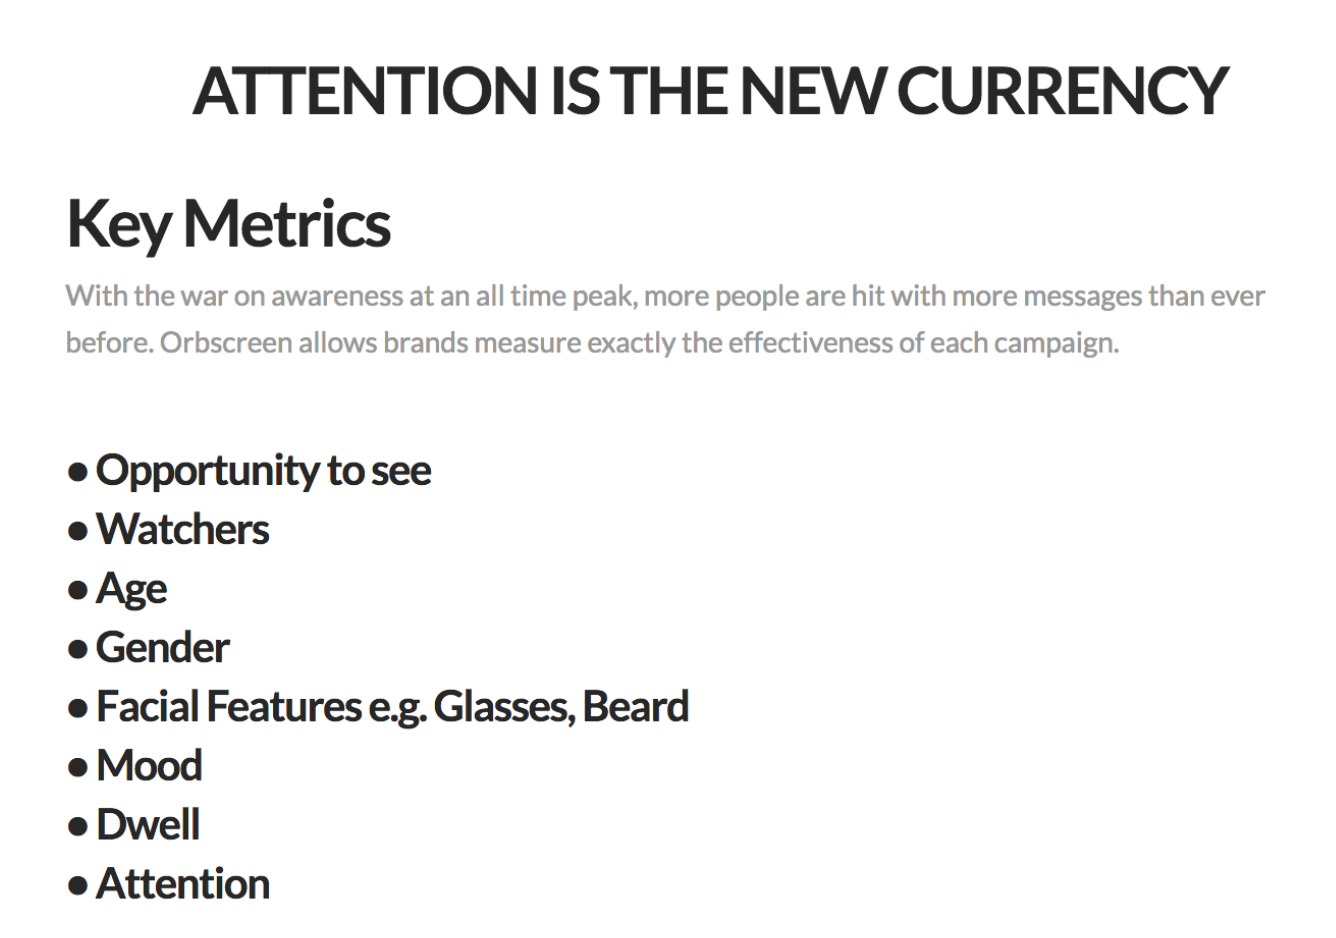 ATTENTION IS THE NEW CURRENCY
Key Metrics
With the war on awareness at an all time peak, more people are hit with more messages than ever
before. Orbscreen allows brands measure exactly the effectiveness of each campaign.
● Opportunity to see
● Watchers
● Age
● Gender
● Facial Features e.g. Glasses, Beard
● Mood
● Dwell
● Attention